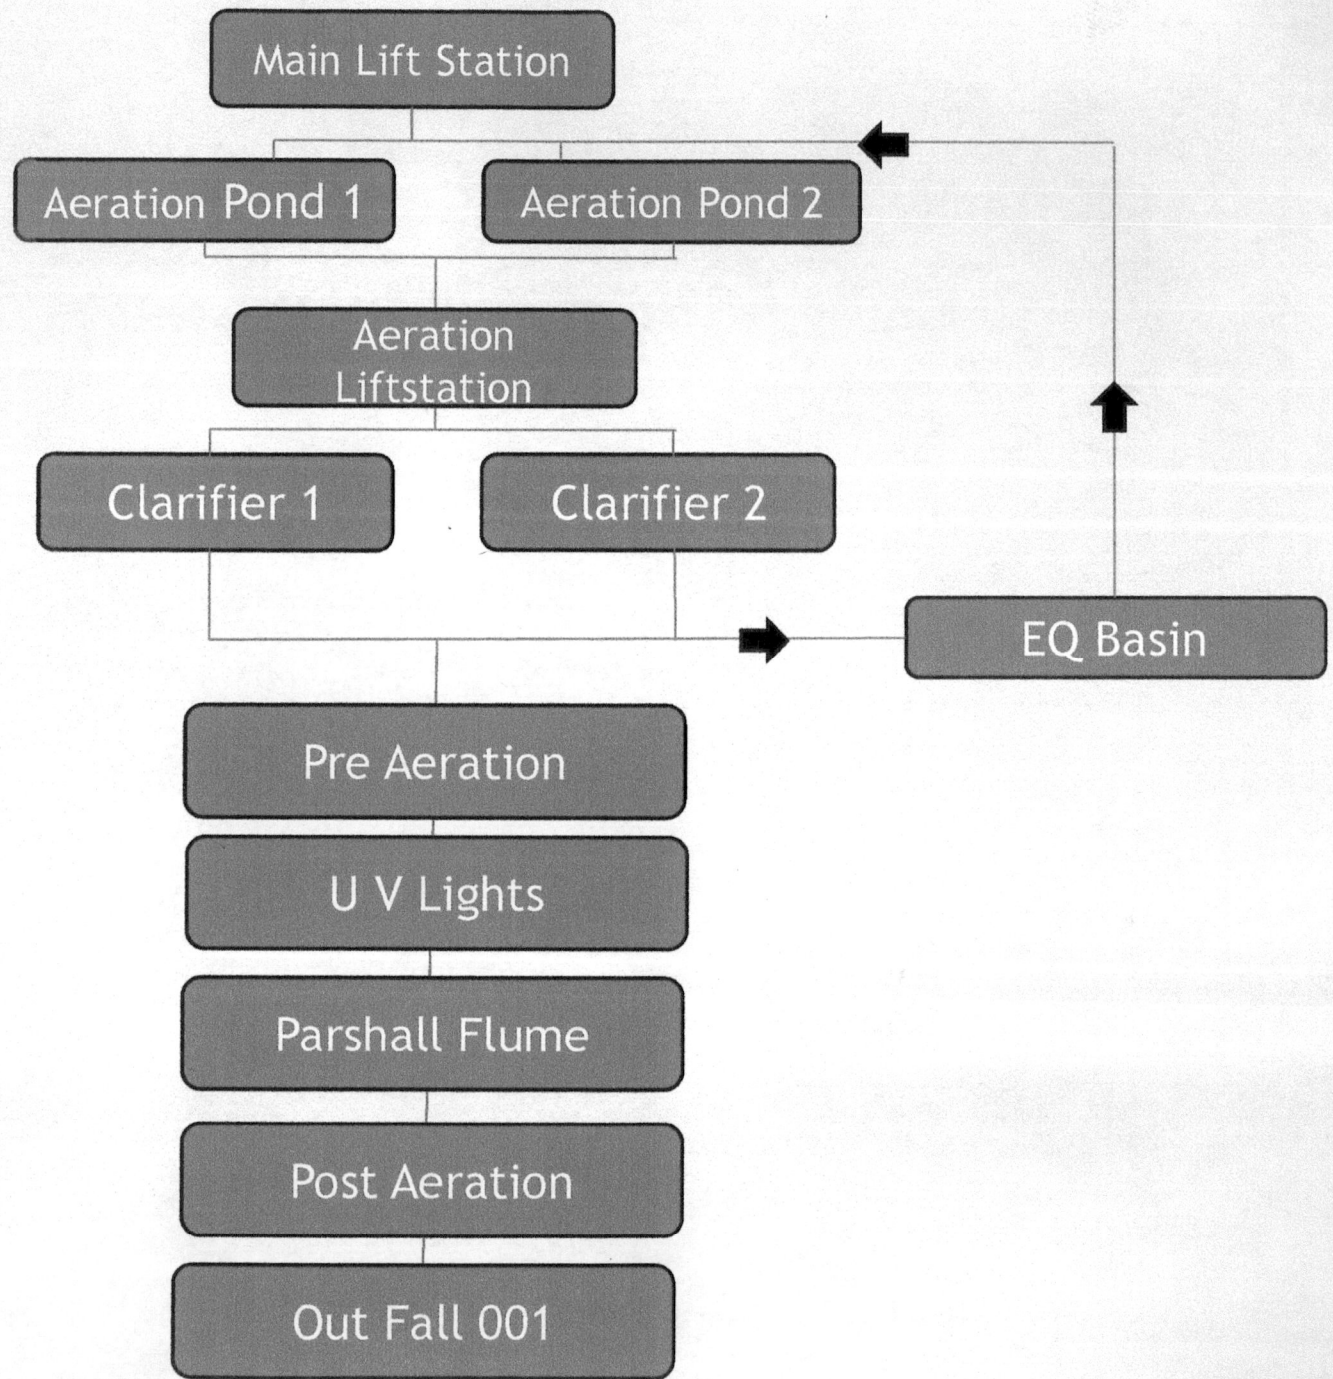 Main Lift Station
Aeration Pond 1
Aeration Pond 2
Aeration
Liftstation
Clarifier 1
Clarifier 2
EQ Basin
Pre Aeration
U V Lights
Parshall Flume
Post Aeration
Out Fall 001